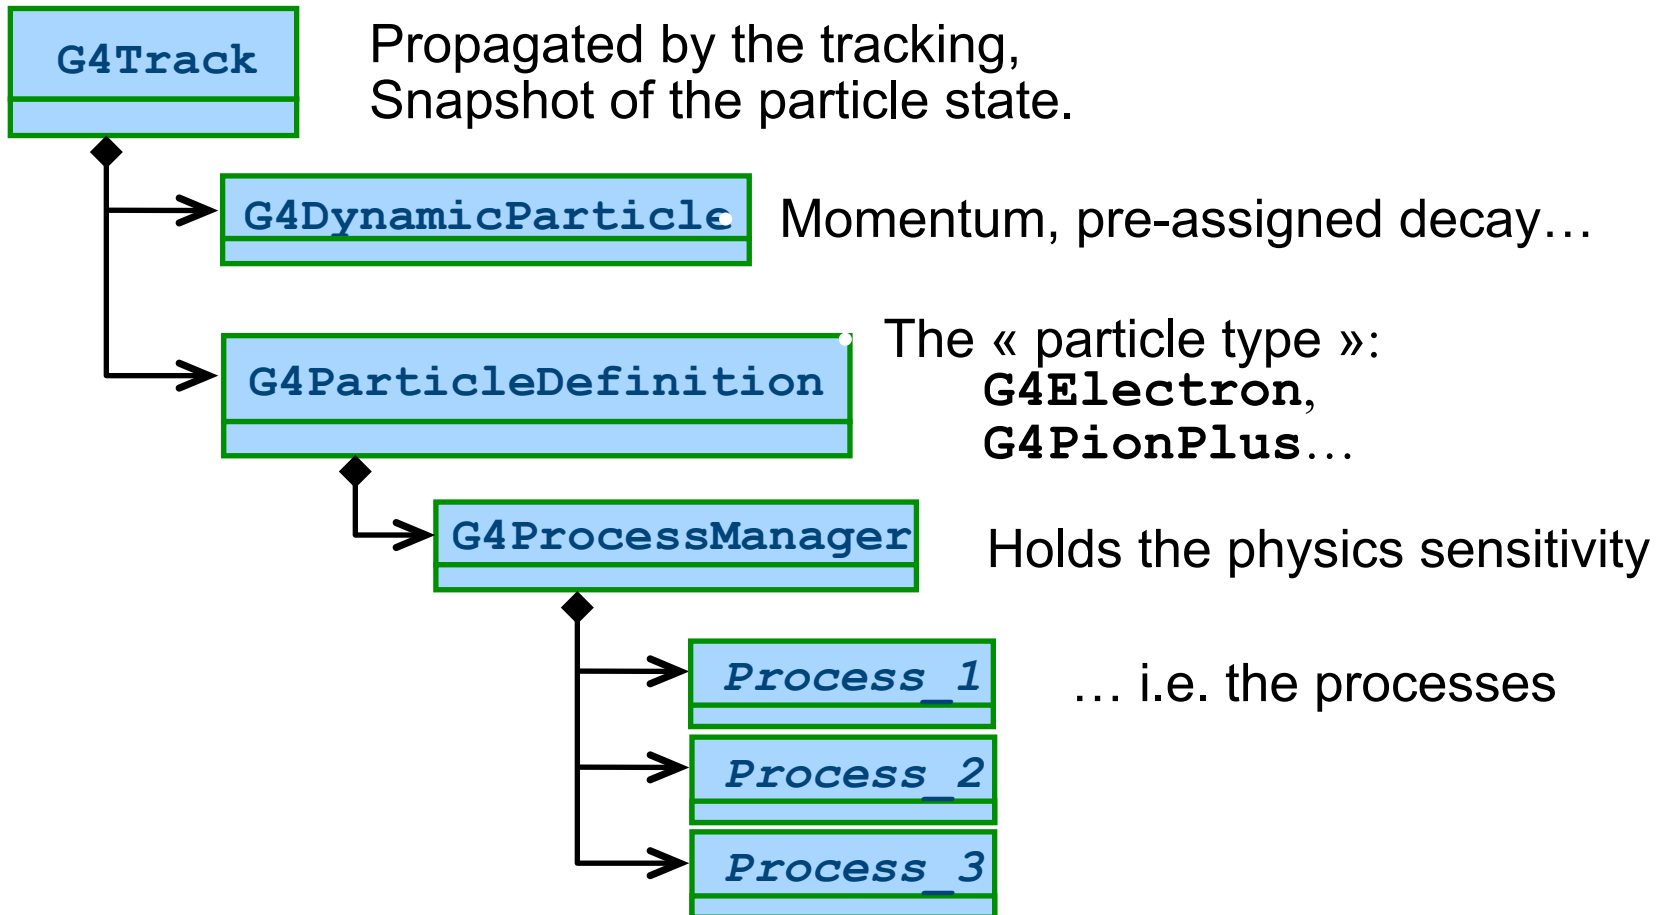 G4Track
Propagated by the tracking,
Snapshot of the particle state.
G4DynamicParticle
Momentum, pre-assigned decay…
G4ParticleDefinition
The « particle type »:
G4Electron,
G4PionPlus…
G4ProcessManager
Holds the physics sensitivity
Process_1
… i.e. the processes
Process_2
Process_3